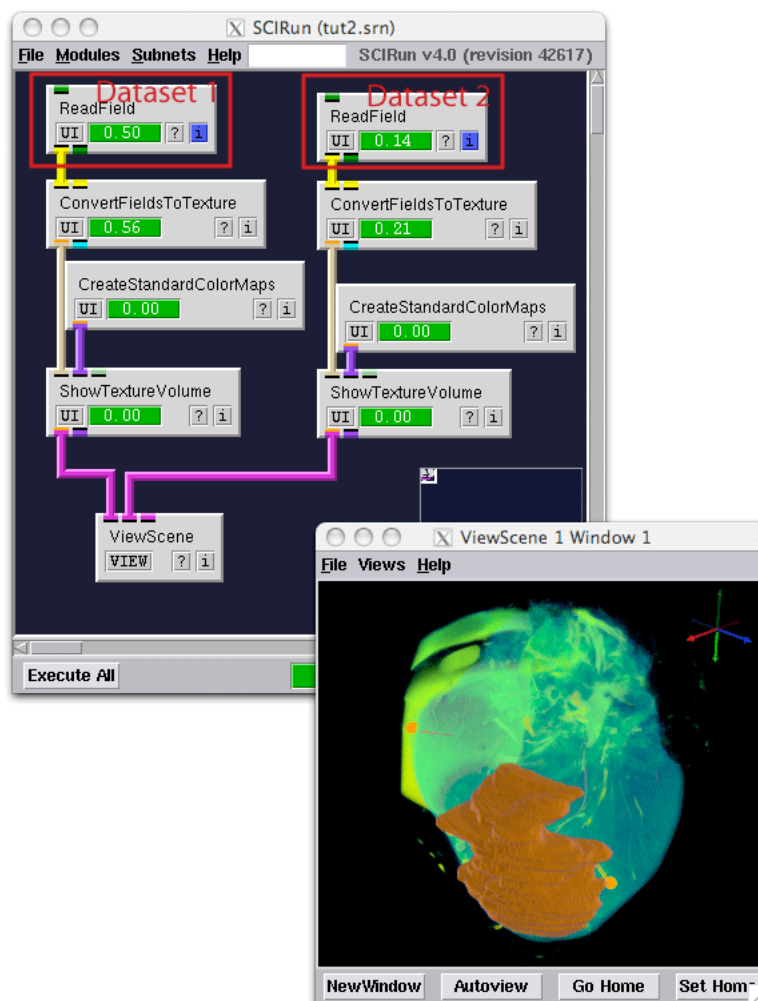 SCIRun (tut2.srn)
File Modules Subnets Help SCIRun v4.0 (revision 42617)
Dataset 1
ReadField
UI 0.50 ? i
Dataset 2
ReadField
UI 0.14 ? i
ConvertFieldsToTexture
UI 0.56 ? i
ConvertFieldsToTexture
UI 0.21 ? i
CreateStandardColorMaps
UI 0.00 ? i
CreateStandardColorMaps
UI 0.00 ? i
ShowTextureVolume
UI 0.00 ? i
ShowTextureVolume
UI 0.00 ? i
ViewScene
VIEW ? i
Execute All
ViewScene 1 Window 1
File Views Help
NewWindow Autoview Go Home Set Home